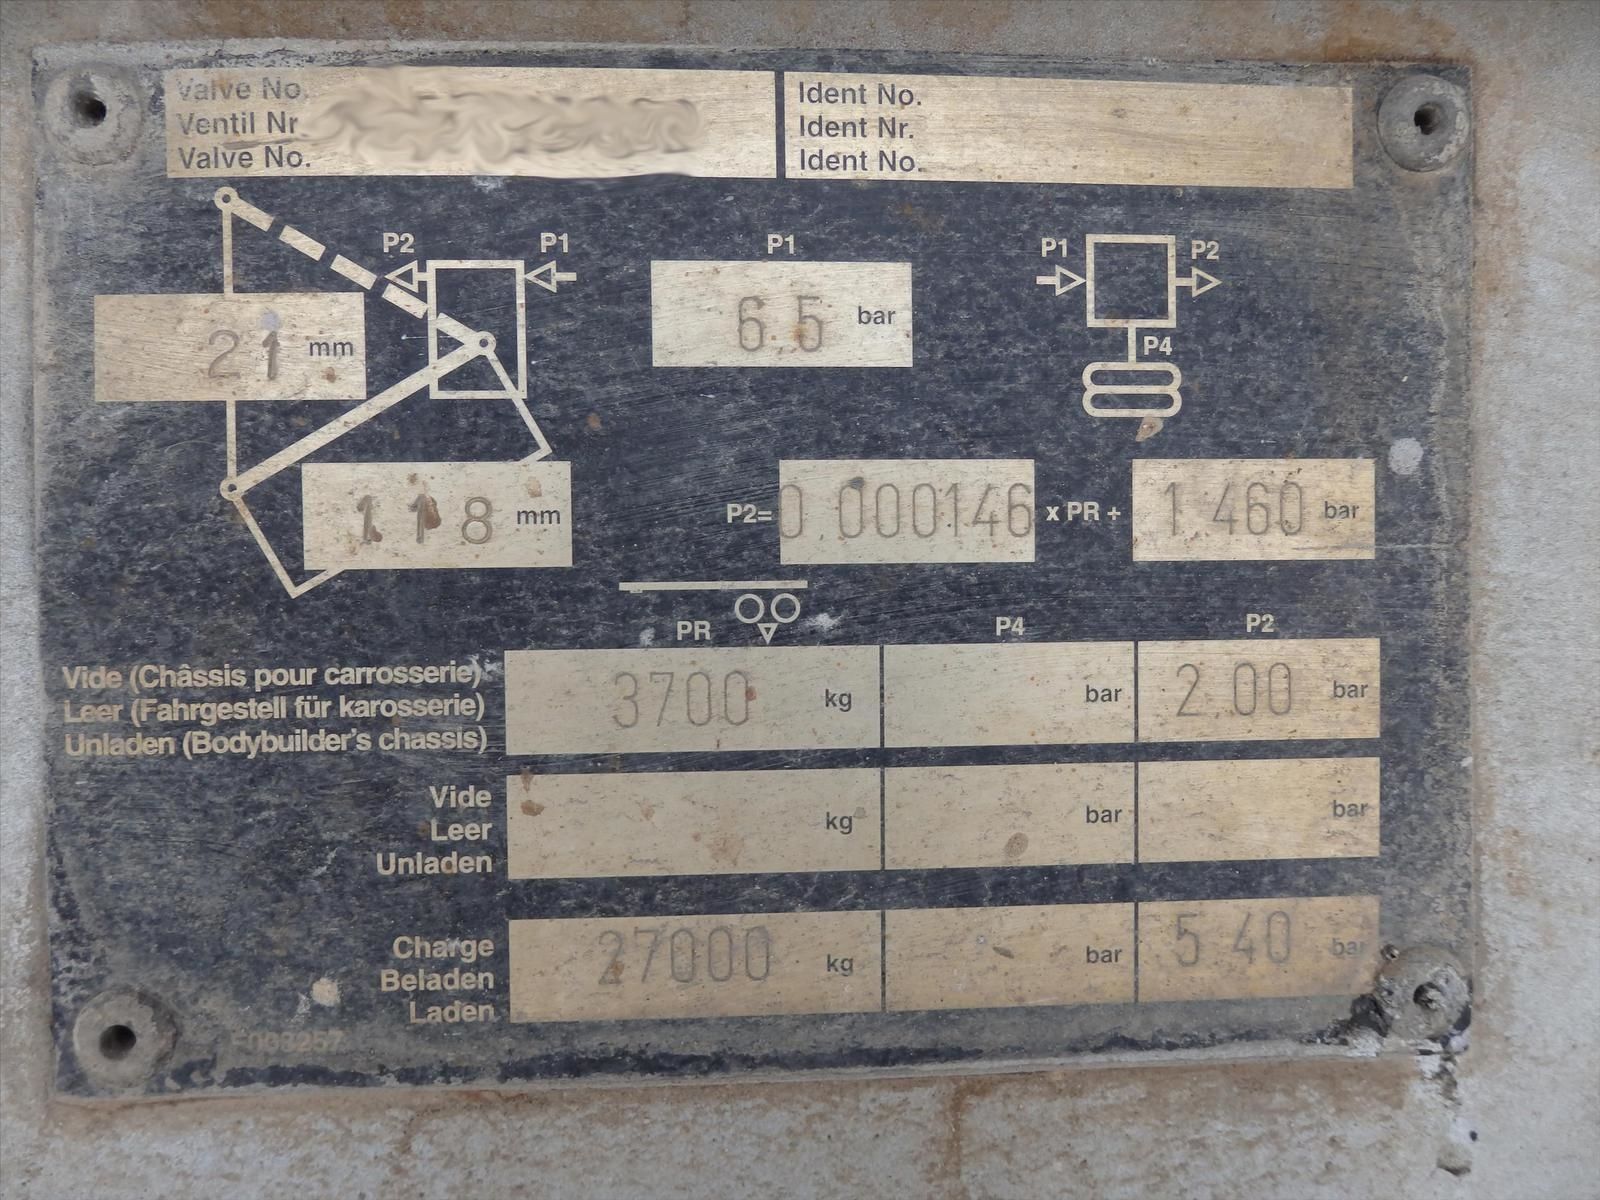 Valve No.
Ventil Nr
Valve No.
Ident No.
Ident Nr.
Ident No.
P2 P1
21 mm
118 mm
P1
6.5 bar
P1 P2
P4
P2= 0.000146 x PR + 1.460 bar
PR P4 P2
Vide (Châssis pour carrosserie)
Leer (Fahrgestell für karosserie)
Unladen (Bodybuilder's chassis)
3700 kg bar 2.00 bar
Vide
Leer
Unladen
kg bar bar
Charge
Beladen
Laden
27000 kg bar 5.40 bar